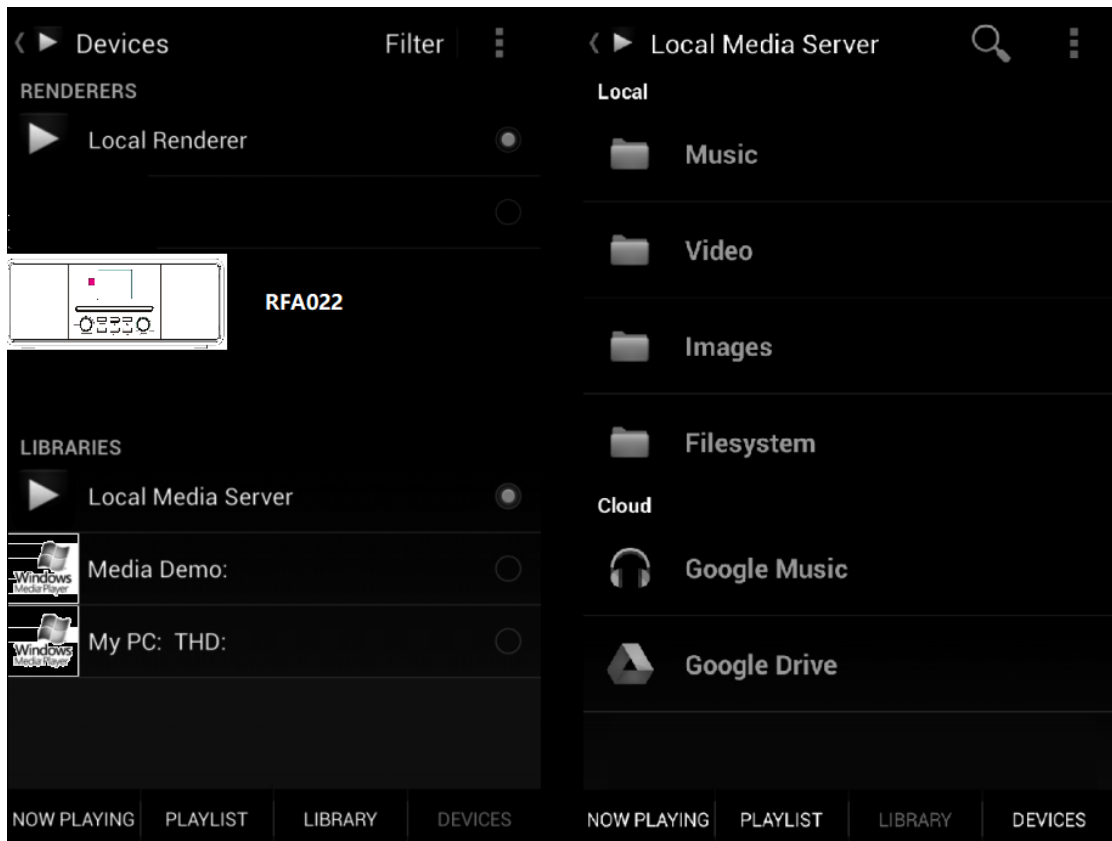 Devices
Filter
RENDERERS
Local Renderer
RFA022
LIBRARIES
Local Media Server
Windows
Media Player
Media Demo:
Windows
Media Player
My PC: THD:
NOW PLAYING
PLAYLIST
LIBRARY
DEVICES
Local Media Server
Local
Music
Video
Images
Filesystem
Cloud
Google Music
Google Drive
NOW PLAYING
PLAYLIST
LIBRARY
DEVICES